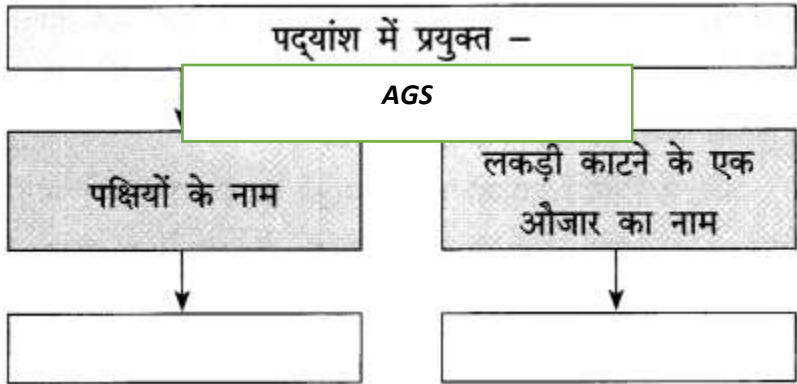 पद्यांश में प्रयुक्त –
AGS
पक्षियों के नाम
लकड़ी काटने के एक
औजार का नाम